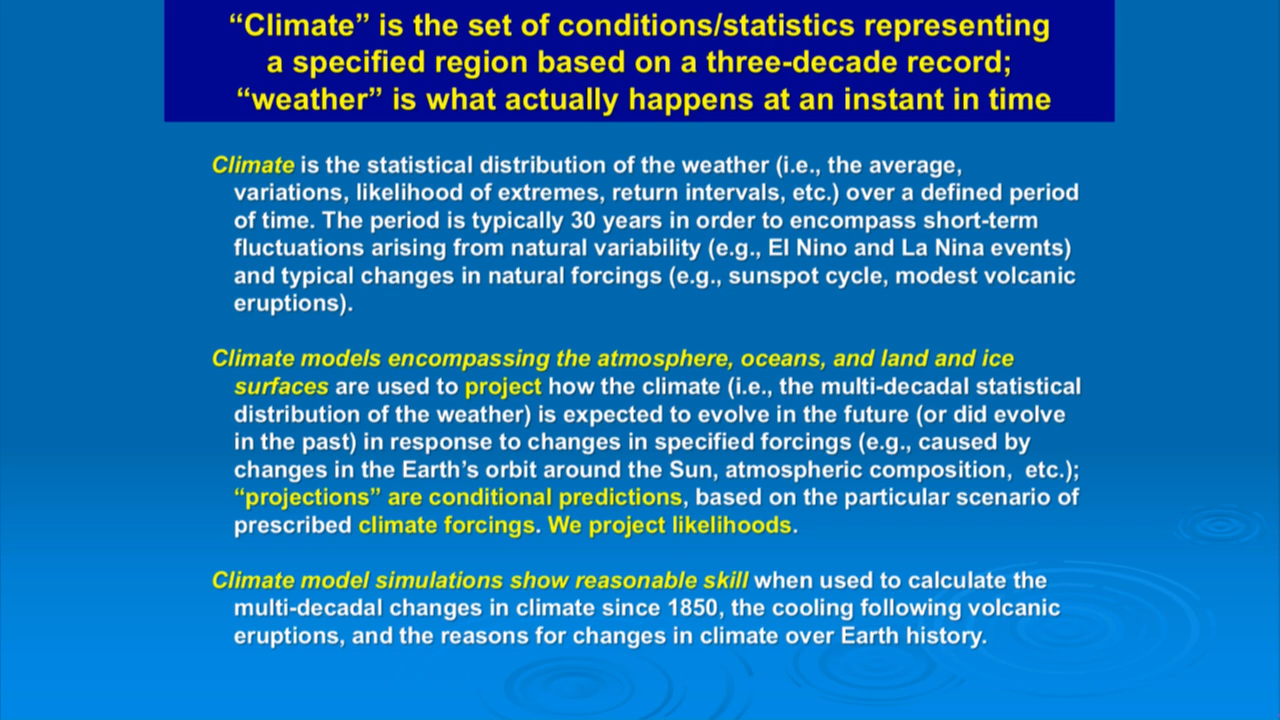 “Climate” is the set of conditions/statistics representing
a specified region based on a three-decade record;
“weather” is what actually happens at an instant in time
Climate is the statistical distribution of the weather (i.e., the average,
variations, likelihood of extremes, return intervals, etc.) over a defined period
of time. The period is typically 30 years in order to encompass short-term
fluctuations arising from natural variability (e.g., El Nino and La Nina events)
and typical changes in natural forcings (e.g., sunspot cycle, modest volcanic
eruptions).
Climate models encompassing the atmosphere, oceans, and land and ice
surfaces are used to project how the climate (i.e., the multi-decadal statistical
distribution of the weather) is expected to evolve in the future (or did evolve
in the past) in response to changes in specified forcings (e.g., caused by
changes in the Earth’s orbit around the Sun, atmospheric composition, etc.);
“projections” are conditional predictions, based on the particular scenario of
prescribed climate forcings. We project likelihoods.
Climate model simulations show reasonable skill when used to calculate the
multi-decadal changes in climate since 1850, the cooling following volcanic
eruptions, and the reasons for changes in climate over Earth history.